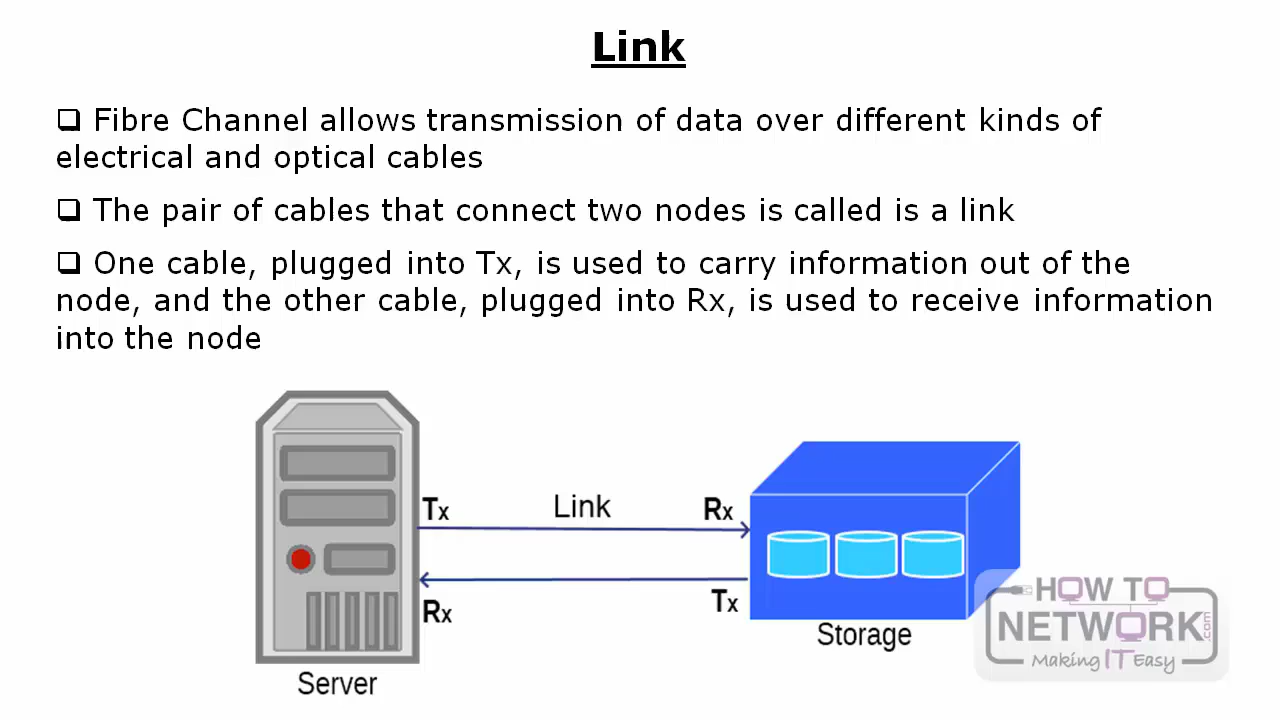 Link
❑ Fibre Channel allows transmission of data over different kinds of
electrical and optical cables
❑ The pair of cables that connect two nodes is called is a link
❑ One cable, plugged into Tx, is used to carry information out of the
node, and the other cable, plugged into Rx, is used to receive information
into the node
Tx Link Rx
Rx Tx
Server
Storage
HOW TO
NETWORK.com
Making IT Easy